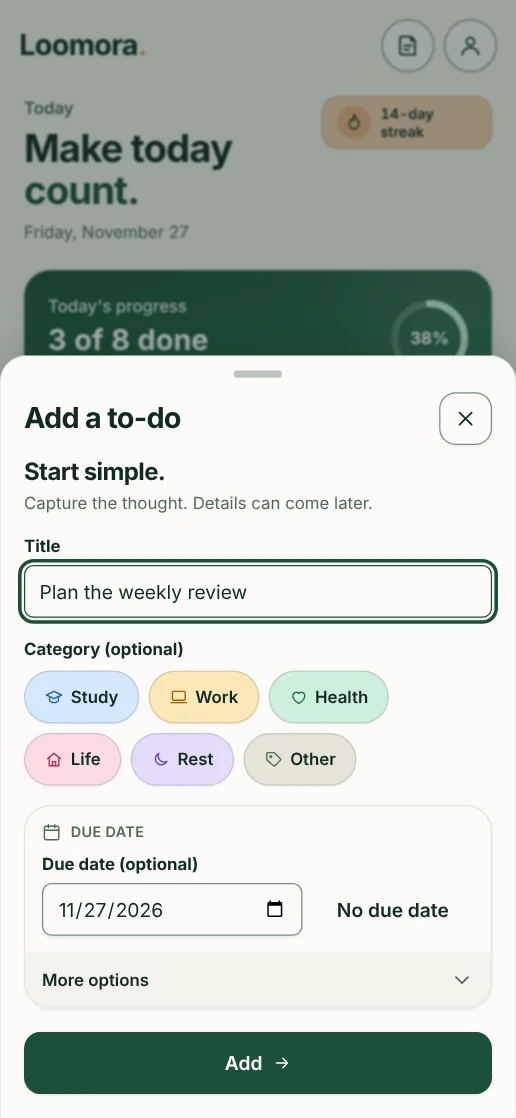 Loomora.
Today
14-day
streak
Make today
count.
Friday, November 27
Today's progress
3 of 8 done
38%
Add a to-do
Start simple.
Capture the thought. Details can come later.
Title
Plan the weekly review
Category (optional)
Study
Work
Health
Life
Rest
Other
DUE DATE
Due date (optional)
11/27/2026
No due date
More options
Add →